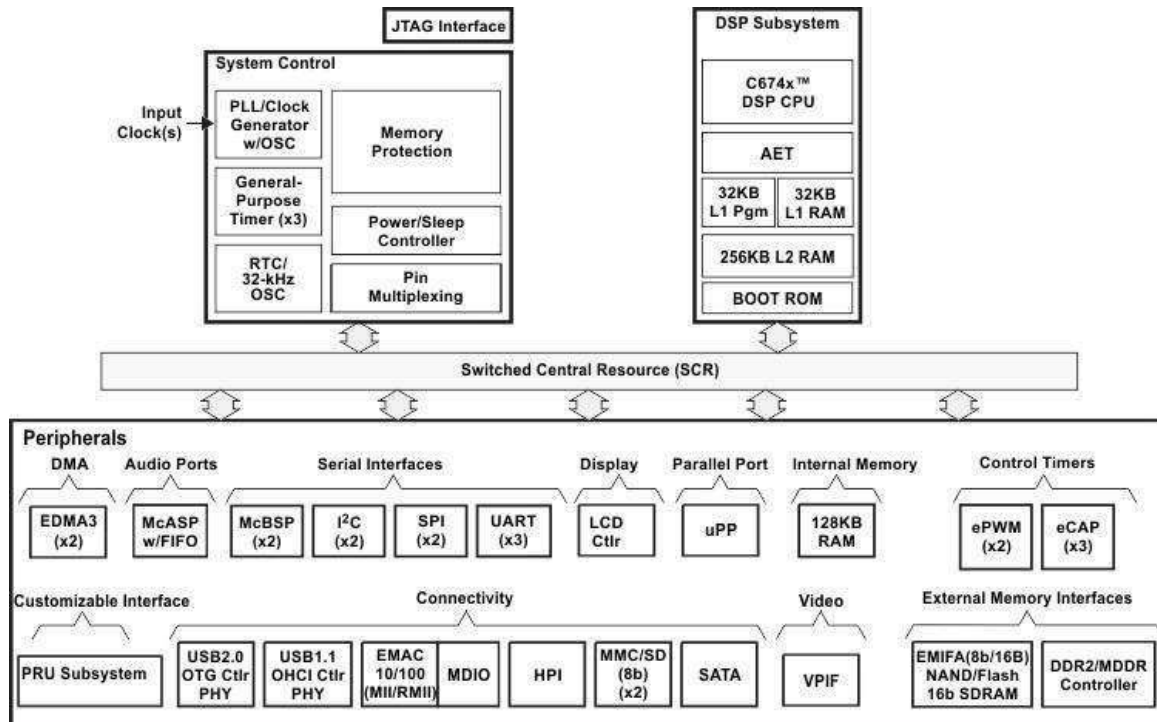 JTAG Interface
System Control
Input
Clock(s)
PLL/Clock
Generator
w/OSC
General-
Purpose
Timer (x3)
RTC/
32-kHz
OSC
Memory
Protection
Power/Sleep
Controller
Pin
Multiplexing
DSP Subsystem
C674x™
DSP CPU
AET
32KB
L1 Pgm
32KB
L1 RAM
256KB L2 RAM
BOOT ROM
Switched Central Resource (SCR)
Peripherals
DMA
EDMA3
(x2)
Audio Ports
McASP
w/FIFO
Serial Interfaces
McBSP
(x2)
I²C
(x2)
SPI
(x2)
UART
(x3)
Display
LCD
Ctlr
Parallel Port
uPP
Internal Memory
128KB
RAM
Control Timers
ePWM
(x2)
eCAP
(x3)
Customizable Interface
PRU Subsystem
Connectivity
USB2.0
OTG Ctlr
PHY
USB1.1
OHCI Ctlr
PHY
EMAC
10/100
(MII/RMII)
MDIO
HPI
MMC/SD
(8b)
(x2)
SATA
Video
VPIF
External Memory Interfaces
EMIFA(8b/16B)
NAND/Flash
16b SDRAM
DDR2/MDDR
Controller